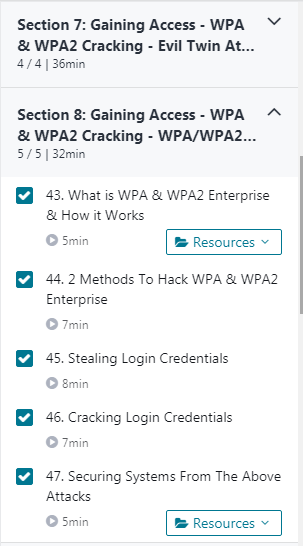 Section 7: Gaining Access - WPA
& WPA2 Cracking - Evil Twin At...
4 / 4 | 36min
Section 8: Gaining Access - WPA
& WPA2 Cracking - WPA/WPA2...
5 / 5 | 32min
43. What is WPA & WPA2 Enterprise
& How it Works
5min
Resources
44. 2 Methods To Hack WPA & WPA2
Enterprise
7min
45. Stealing Login Credentials
8min
46. Cracking Login Credentials
7min
47. Securing Systems From The Above
Attacks
5min
Resources